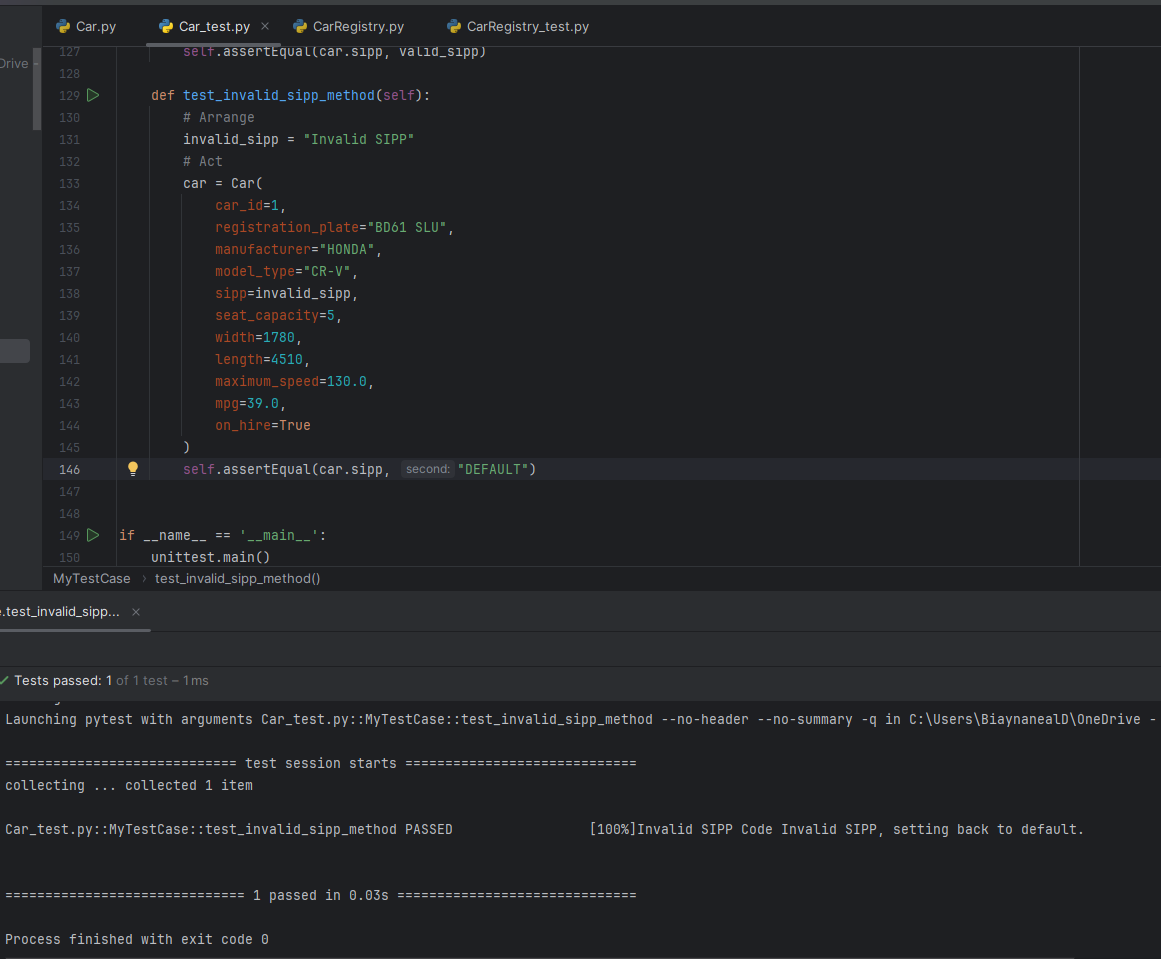 Car.py Car_test.py CarRegistry.py CarRegistry_test.py
Drive -
127 self.assertEqual(car.sipp, valid_sipp)
128
129 def test_invalid_sipp_method(self):
130 # Arrange
131 invalid_sipp = "Invalid SIPP"
132 # Act
133 car = Car(
134 car_id=1,
135 registration_plate="BD61 SLU",
136 manufacturer="HONDA",
137 model_type="CR-V",
138 sipp=invalid_sipp,
139 seat_capacity=5,
140 width=1780,
141 length=4510,
142 maximum_speed=130.0,
143 mpg=39.0,
144 on_hire=True
145 )
146 self.assertEqual(car.sipp, second: "DEFAULT")
147
148
149 if __name__ == '__main__':
150 unittest.main()
MyTestCase › test_invalid_sipp_method()
.test_invalid_sipp...
Tests passed: 1 of 1 test – 1 ms
Launching pytest with arguments Car_test.py::MyTestCase::test_invalid_sipp_method --no-header --no-summary -q in C:\Users\BiaynanealD\OneDrive -
============================= test session starts =============================
collecting ... collected 1 item
Car_test.py::MyTestCase::test_invalid_sipp_method PASSED [100%]Invalid SIPP Code Invalid SIPP, setting back to default.
============================== 1 passed in 0.03s ==============================
Process finished with exit code 0